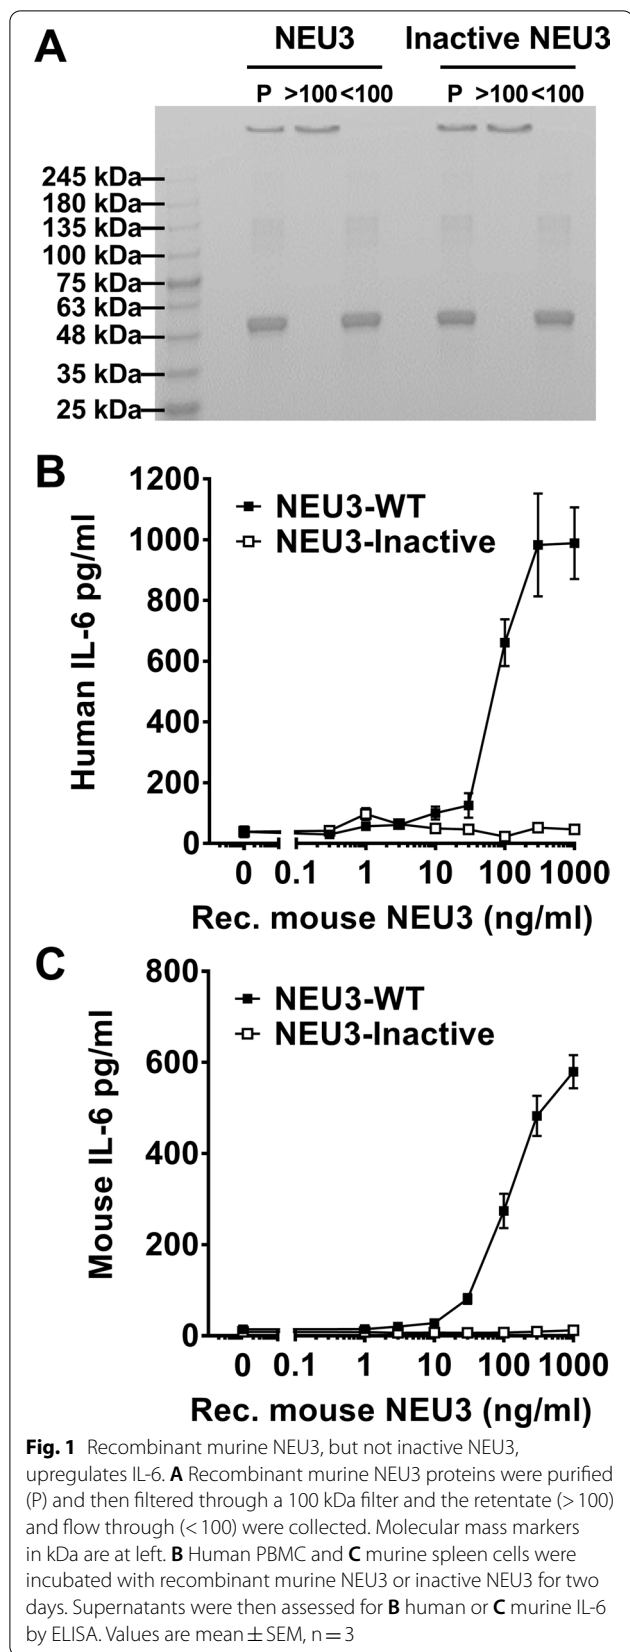 A
NEU3 Inactive NEU3
P >100 <100 P >100 <100
245 kDa
180 kDa
135 kDa
100 kDa
75 kDa
63 kDa
48 kDa
35 kDa
25 kDa
B
Human IL-6 pg/ml
1200
1000
800
600
400
200
0
NEU3-WT
NEU3-Inactive
0 0.1 1 10 100 1000
Rec. mouse NEU3 (ng/ml)
C
Mouse IL-6 pg/ml
800
600
400
200
0
NEU3-WT
NEU3-Inactive
0 0.1 1 10 100 1000
Rec. mouse NEU3 (ng/ml)
Fig. 1 Recombinant murine NEU3, but not inactive NEU3,
upregulates IL-6. A Recombinant murine NEU3 proteins were purified
(P) and then filtered through a 100 kDa filter and the retentate (> 100)
and flow through (< 100) were collected. Molecular mass markers
in kDa are at left. B Human PBMC and C murine spleen cells were
incubated with recombinant murine NEU3 or inactive NEU3 for two
days. Supernatants were then assessed for B human or C murine IL-6
by ELISA. Values are mean ± SEM, n = 3